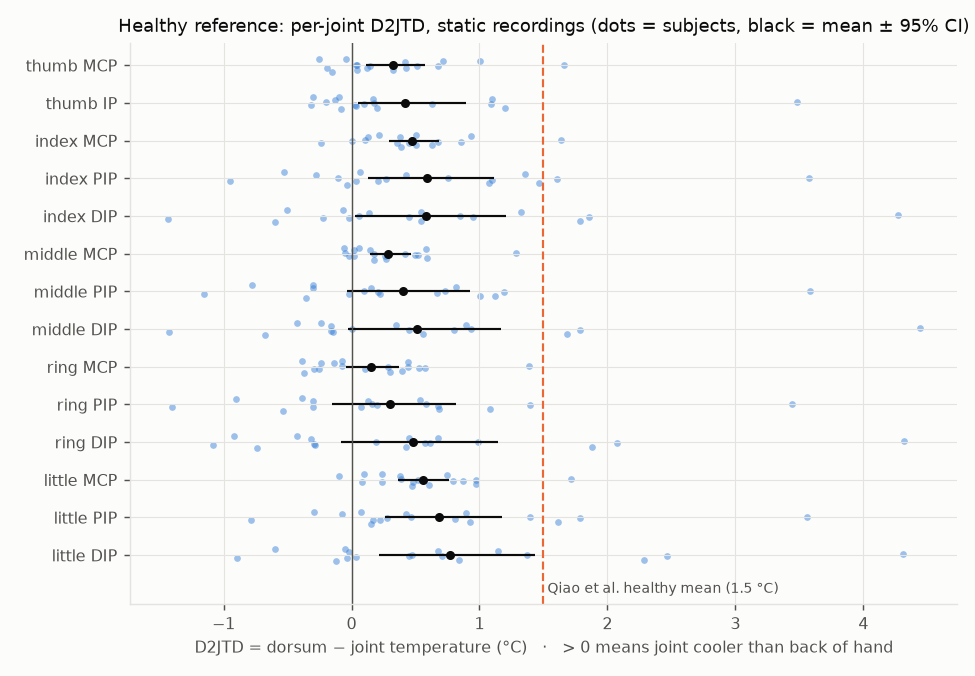 Healthy reference: per-joint D2JTD, static recordings (dots = subjects, black = mean ± 95% CI)
thumb MCP
thumb IP
index MCP
index PIP
index DIP
middle MCP
middle PIP
middle DIP
ring MCP
ring PIP
ring DIP
little MCP
little PIP
little DIP
Qiao et al. healthy mean (1.5 °C)
−1 0 1 2 3 4
D2JTD = dorsum − joint temperature (°C) · > 0 means joint cooler than back of hand